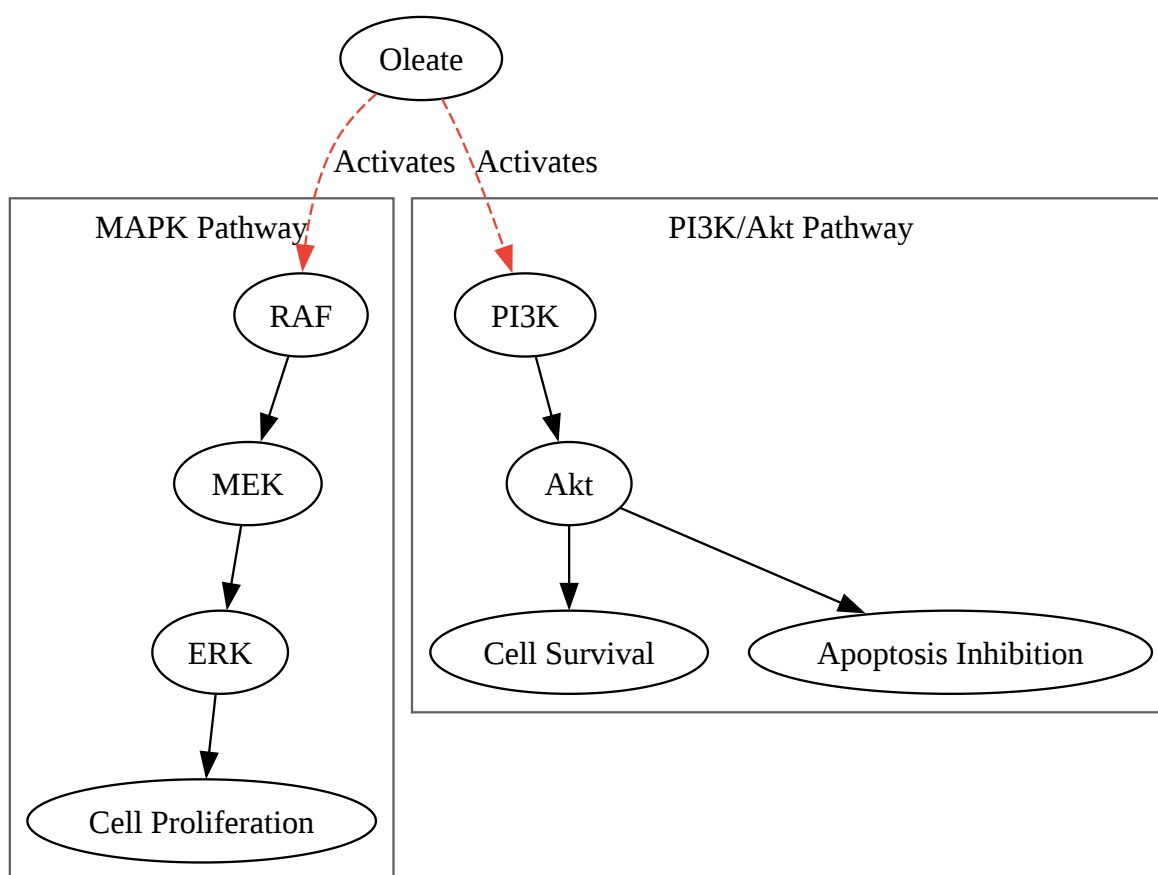 Oleate
Activates
Activates
MAPK Pathway
PI3K/Akt Pathway
RAF
PI3K
MEK
Akt
ERK
Cell Survival
Apoptosis Inhibition
Cell Proliferation